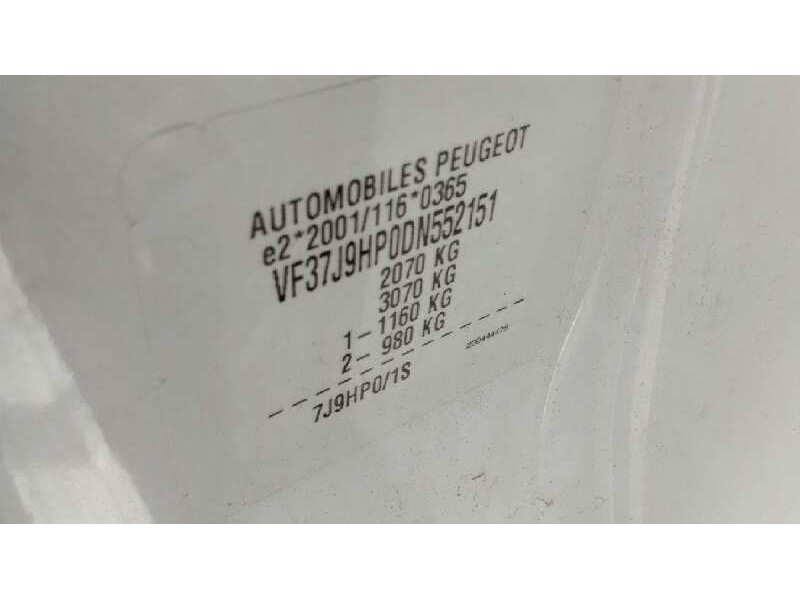 AUTOMOBILES PEUGEOT
e2*2001/116*0365
VF37J9HP0DN552151
2070 KG
3070 KG
1- 1160 KG
2- 980 KG
7J9HP0/1S